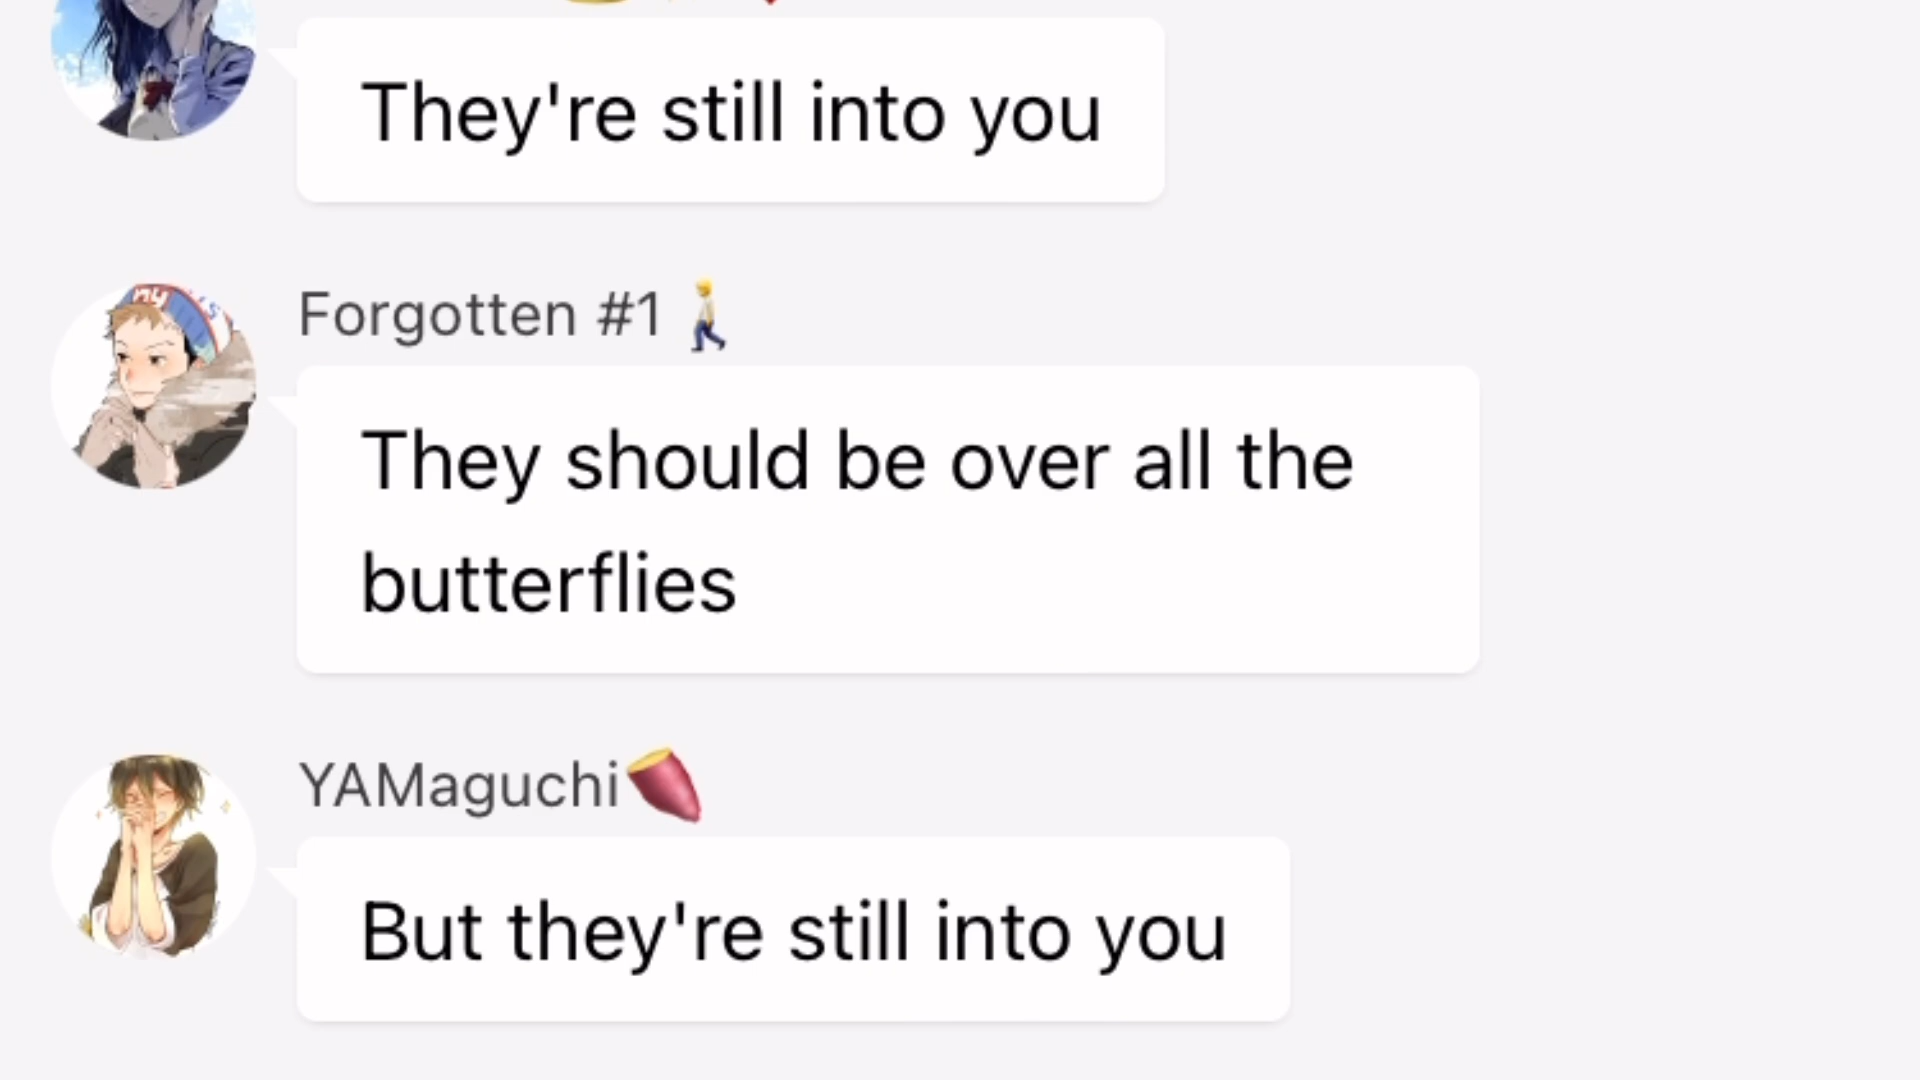 They're still into you
Forgotten #1 🚶
They should be over all the
butterflies
YAMaguchi🍠
But they're still into you